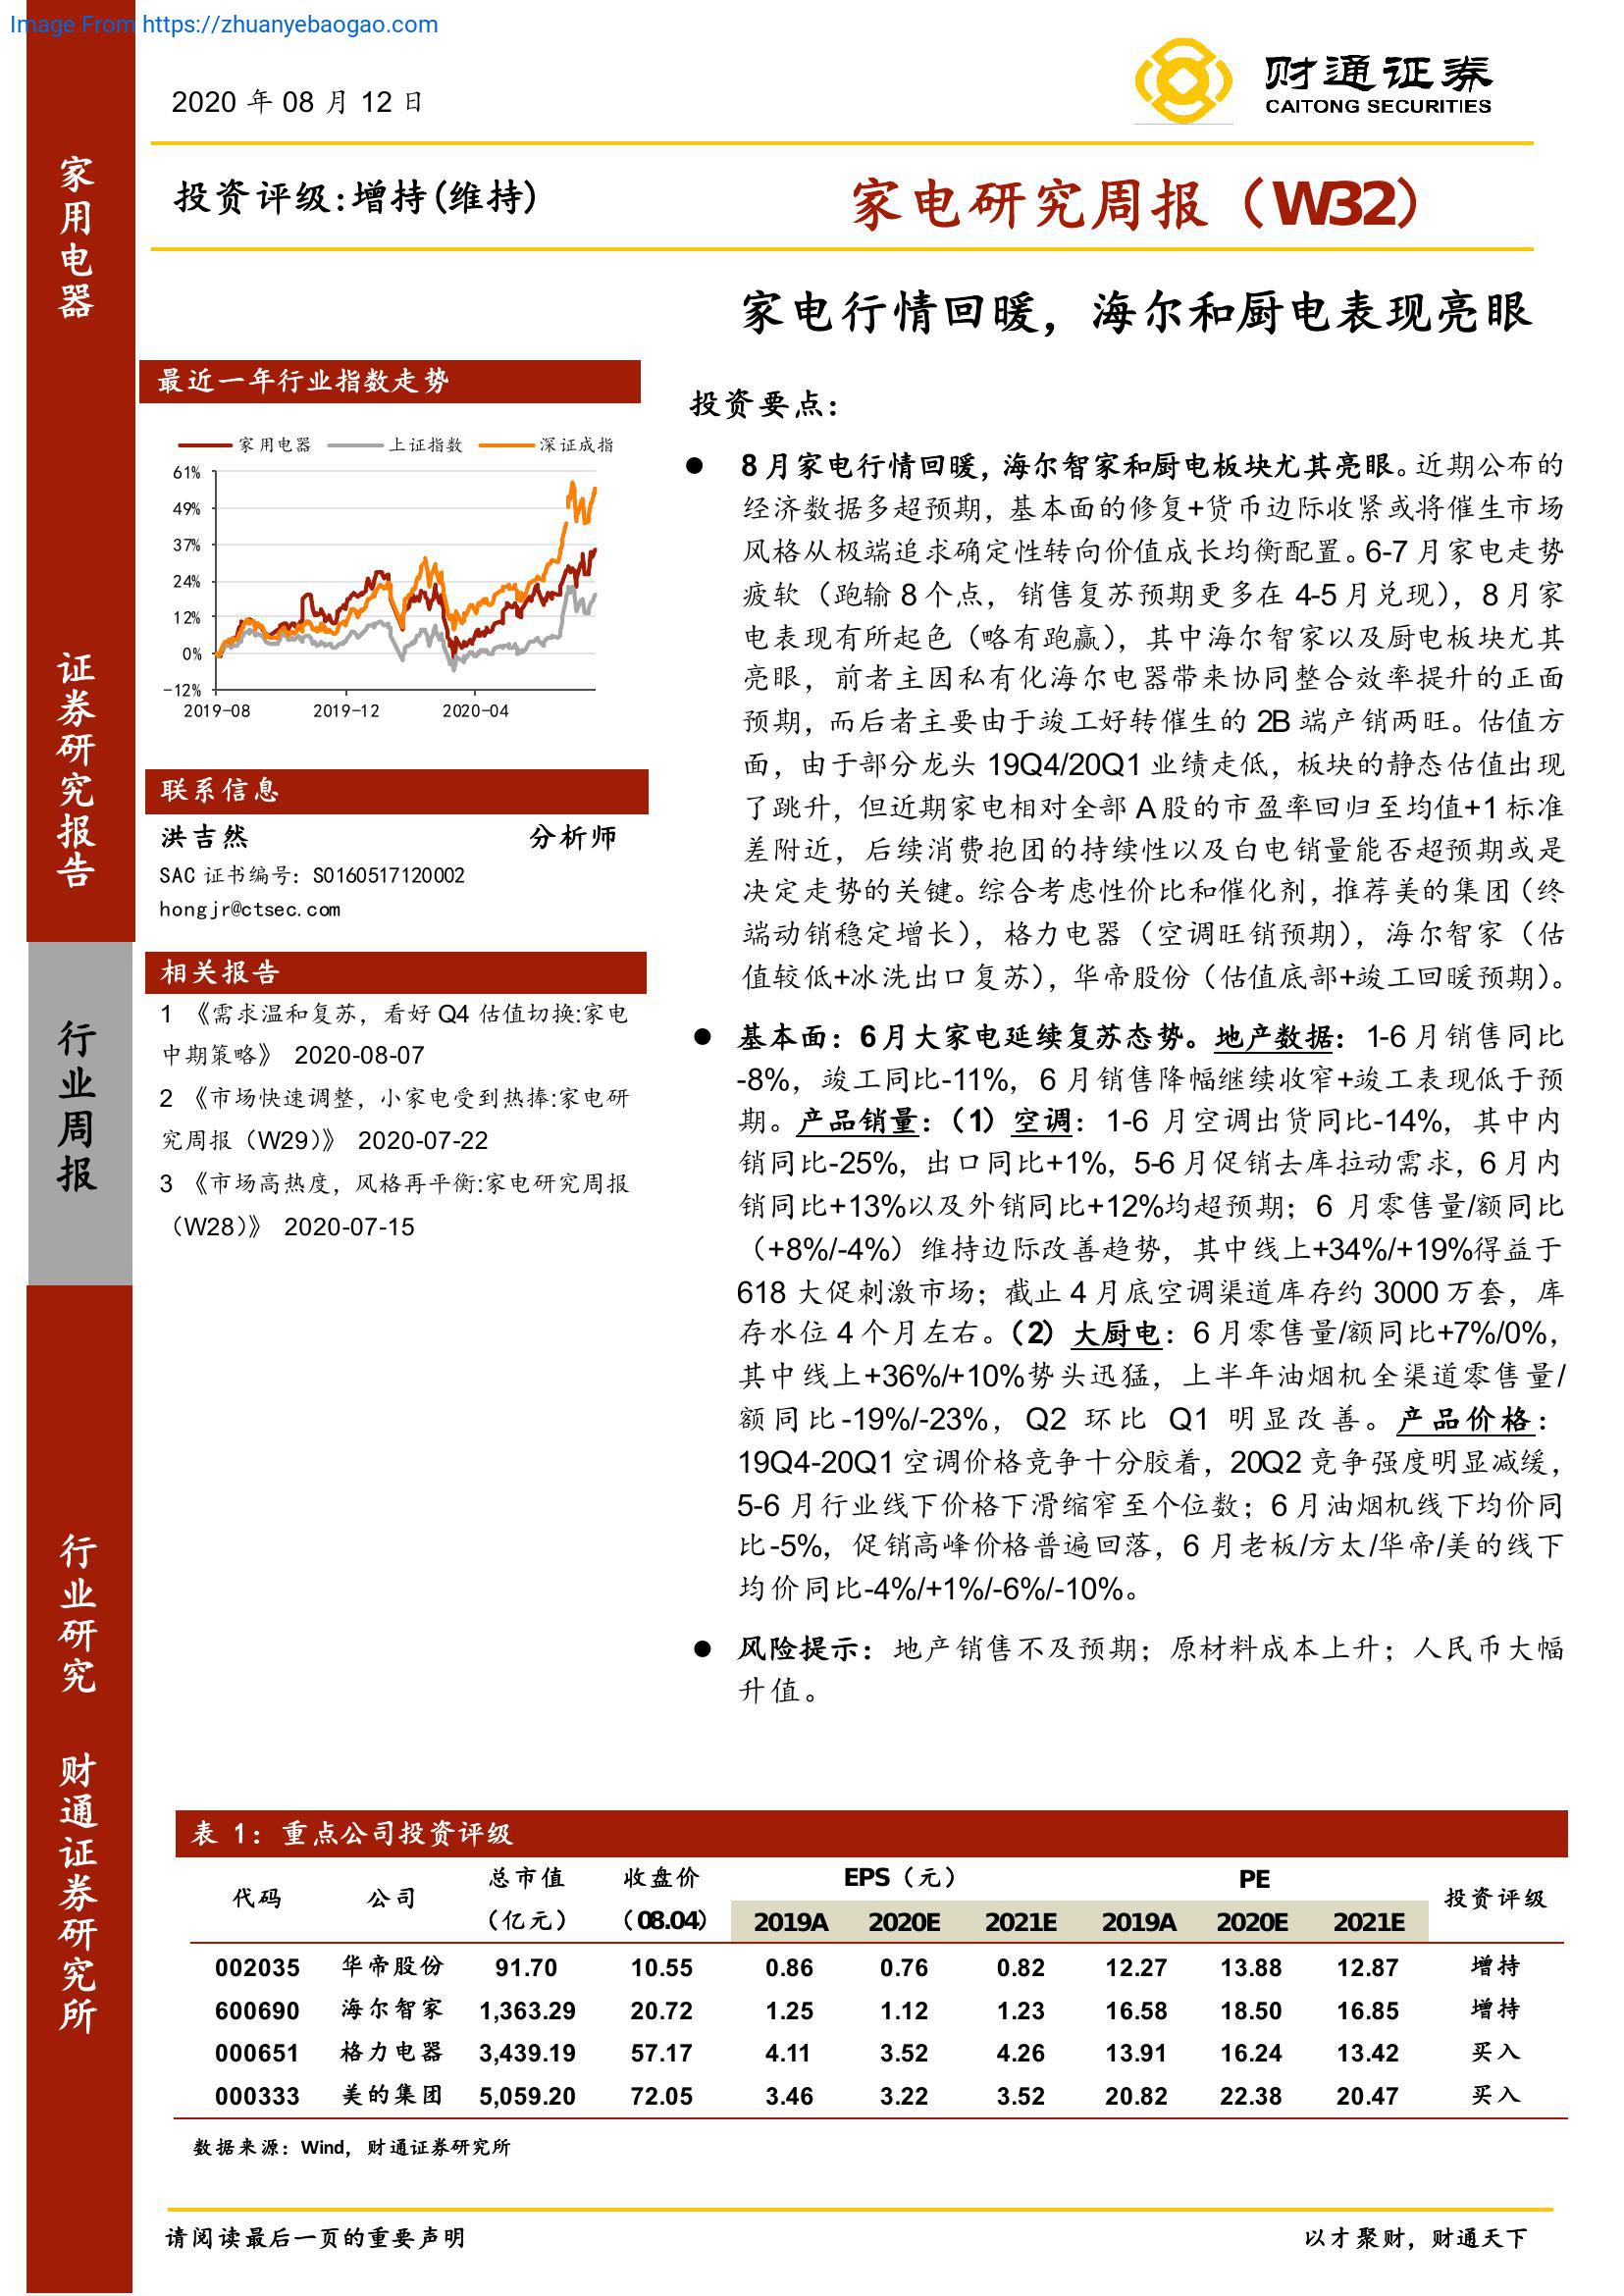 Image From https://zhuanyebaogao.com
2020 年 08 月 12 日
财通证券
CAITONG SECURITIES
投资评级:增持(维持)
家电研究周报（W32）
家电行情回暖，海尔和厨电表现亮眼
家用电器
证券研究报告
行业周报
行业研究
财通证券研究所
最近一年行业指数走势
家用电器 上证指数 深证成指
61%
49%
37%
24%
12%
0%
-12%
2019-08 2019-12 2020-04
联系信息
洪吉然 分析师
SAC 证书编号：S0160517120002
hongjr@ctsec.com
相关报告
1 《需求温和复苏，看好 Q4 估值切换:家电
中期策略》 2020-08-07
2 《市场快速调整，小家电受到热捧:家电研
究周报（W29）》 2020-07-22
3 《市场高热度，风格再平衡:家电研究周报
（W28）》 2020-07-15
投资要点：
● 8 月家电行情回暖，海尔智家和厨电板块尤其亮眼。近期公布的
经济数据多超预期，基本面的修复+货币边际收紧或将催生市场
风格从极端追求确定性转向价值成长均衡配置。6-7 月家电走势
疲软（跑输 8 个点，销售复苏预期更多在 4-5 月兑现），8 月家
电表现有所起色（略有跑赢），其中海尔智家以及厨电板块尤其
亮眼，前者主因私有化海尔电器带来协同整合效率提升的正面
预期，而后者主要由于竣工好转催生的 2B 端产销两旺。估值方
面，由于部分龙头 19Q4/20Q1 业绩走低，板块的静态估值出现
了跳升，但近期家电相对全部 A 股的市盈率回归至均值+1 标准
差附近，后续消费抱团的持续性以及白电销量能否超预期或是
决定走势的关键。综合考虑性价比和催化剂，推荐美的集团（终
端动销稳定增长），格力电器（空调旺销预期），海尔智家（估
值较低+冰洗出口复苏），华帝股份（估值底部+竣工回暖预期）。
● 基本面：6 月大家电延续复苏态势。地产数据：1-6 月销售同比
-8%，竣工同比-11%，6 月销售降幅继续收窄+竣工表现低于预
期。产品销量：（1）空调：1-6 月空调出货同比-14%，其中内
销同比-25%，出口同比+1%，5-6 月促销去库拉动需求，6 月内
销同比+13%以及外销同比+12%均超预期；6 月零售量/额同比
（+8%/-4%）维持边际改善趋势，其中线上+34%/+19%得益于
618 大促刺激市场；截止 4 月底空调渠道库存约 3000 万套，库
存水位 4 个月左右。（2）大厨电：6 月零售量/额同比+7%/0%，
其中线上+36%/+10%势头迅猛，上半年油烟机全渠道零售量/
额同比-19%/-23%，Q2 环比 Q1 明显改善。产品价格：
19Q4-20Q1 空调价格竞争十分胶着，20Q2 竞争强度明显减缓，
5-6 月行业线下价格下滑缩窄至个位数；6 月油烟机线下均价同
比-5%，促销高峰价格普遍回落，6 月老板/方太/华帝/美的线下
均价同比-4%/+1%/-6%/-10%。
● 风险提示：地产销售不及预期；原材料成本上升；人民币大幅
升值。
表 1：重点公司投资评级
代码 公司 总市值（亿元） 收盘价（08.04） EPS（元） PE 投资评级
2019A 2020E 2021E 2019A 2020E 2021E
002035 华帝股份 91.70 10.55 0.86 0.76 0.82 12.27 13.88 12.87 增持
600690 海尔智家 1,363.29 20.72 1.25 1.12 1.23 16.58 18.50 16.85 增持
000651 格力电器 3,439.19 57.17 4.11 3.52 4.26 13.91 16.24 13.42 买入
000333 美的集团 5,059.20 72.05 3.46 3.22 3.52 20.82 22.38 20.47 买入
数据来源：Wind，财通证券研究所
请阅读最后一页的重要声明
以才聚财，财通天下